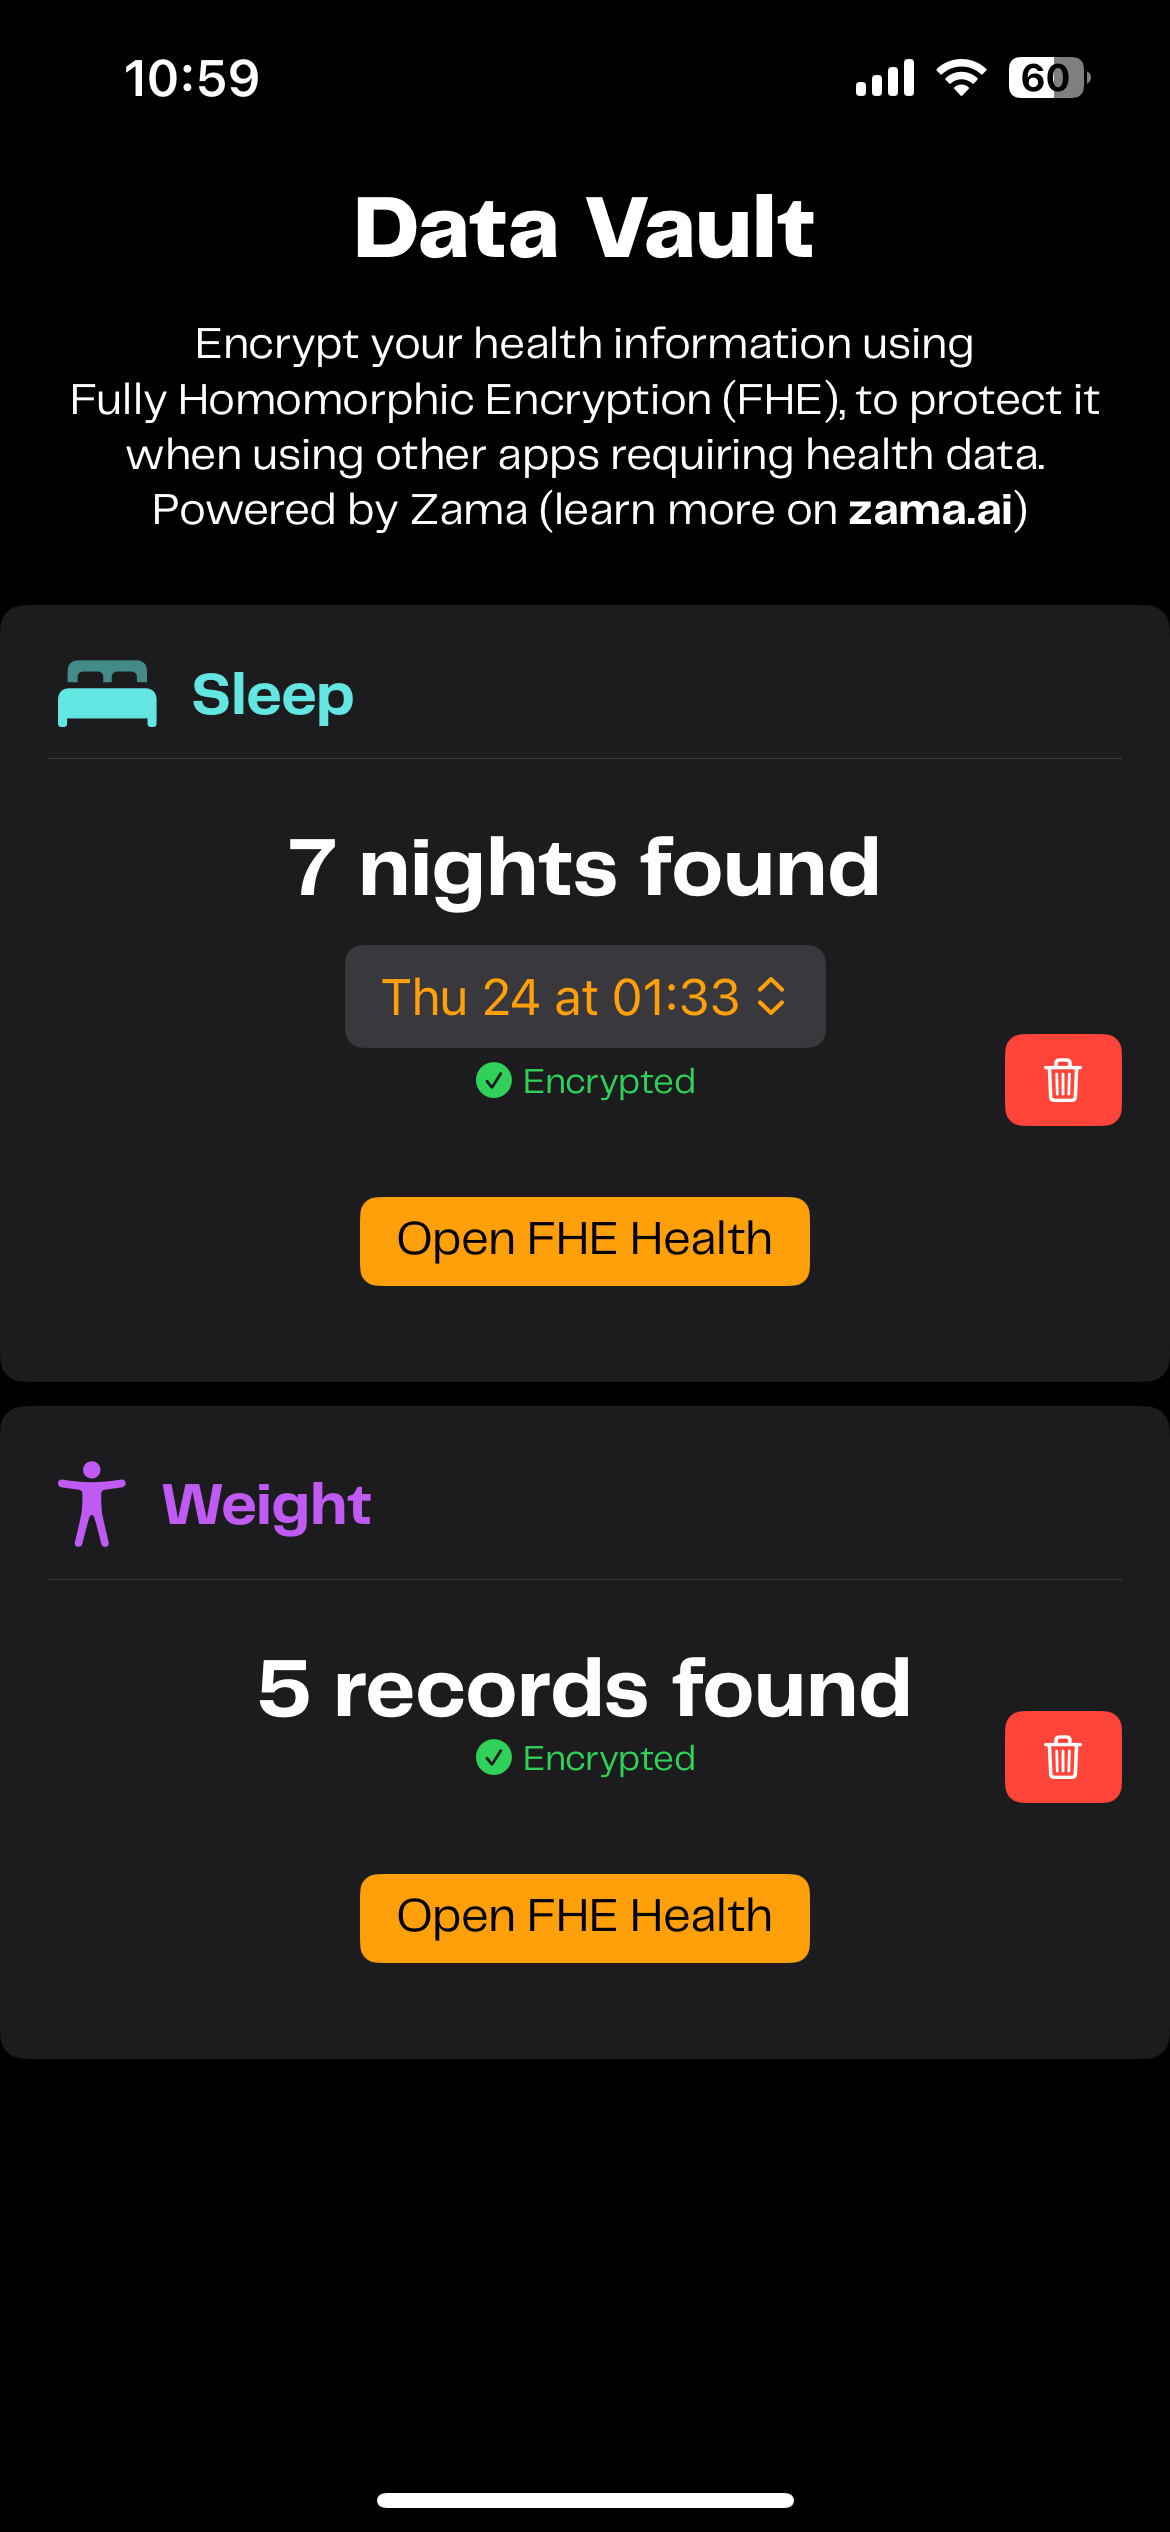 10:59
60
Data Vault
Encrypt your health information using
Fully Homomorphic Encryption (FHE), to protect it
when using other apps requiring health data.
Powered by Zama (learn more on zama.ai)
Sleep
7 nights found
Thu 24 at 01:33
Encrypted
Open FHE Health
Weight
5 records found
Encrypted
Open FHE Health